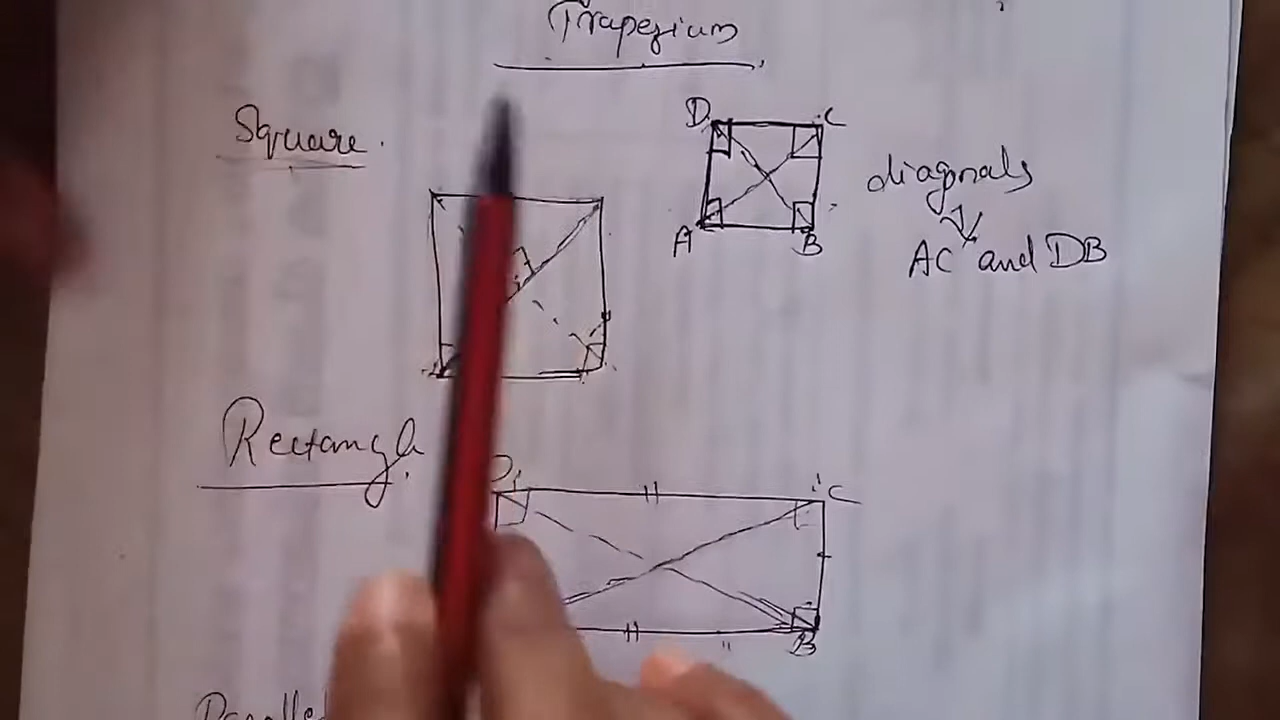 Trapezium
Square.
D C
A B
diagonals
AC and DB
Rectangle.
D C
B